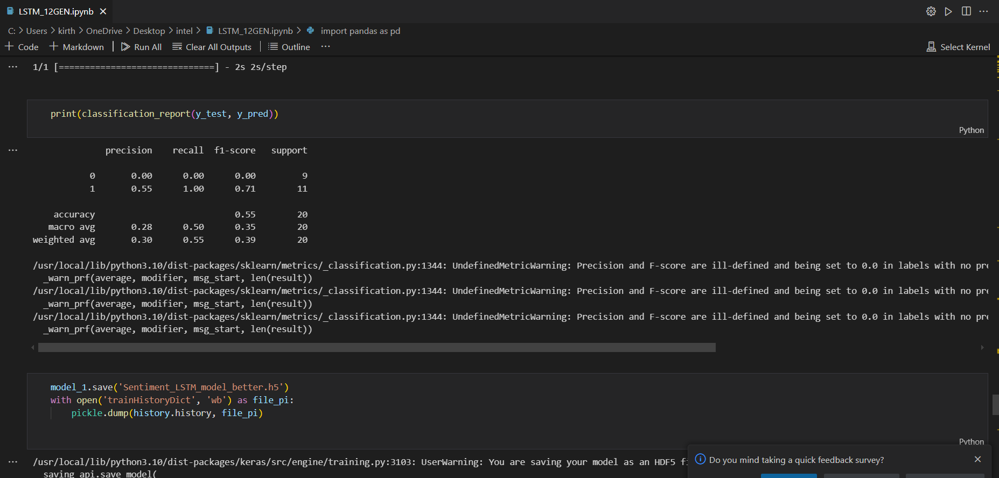 LSTM_12GEN.ipynb
C: > Users > kirth > OneDrive > Desktop > intel > LSTM_12GEN.ipynb > import pandas as pd
+ Code + Markdown | Run All Clear All Outputs | Outline ... Select Kernel
... 1/1 [==============================] - 2s 2s/step
print(classification_report(y_test, y_pred))
Python
... precision recall f1-score support
0 0.00 0.00 0.00 9
1 0.55 1.00 0.71 11
accuracy 0.55 20
macro avg 0.28 0.50 0.35 20
weighted avg 0.30 0.55 0.39 20
/usr/local/lib/python3.10/dist-packages/sklearn/metrics/_classification.py:1344: UndefinedMetricWarning: Precision and F-score are ill-defined and being set to 0.0 in labels with no pre
_warn_prf(average, modifier, msg_start, len(result))
/usr/local/lib/python3.10/dist-packages/sklearn/metrics/_classification.py:1344: UndefinedMetricWarning: Precision and F-score are ill-defined and being set to 0.0 in labels with no pre
_warn_prf(average, modifier, msg_start, len(result))
/usr/local/lib/python3.10/dist-packages/sklearn/metrics/_classification.py:1344: UndefinedMetricWarning: Precision and F-score are ill-defined and being set to 0.0 in labels with no pre
_warn_prf(average, modifier, msg_start, len(result))
model_1.save('Sentiment_LSTM_model_better.h5')
with open('trainHistoryDict', 'wb') as file_pi:
pickle.dump(history.history, file_pi)
Python
... /usr/local/lib/python3.10/dist-packages/keras/src/engine/training.py:3103: UserWarning: You are saving your model as an HDF5 fi
saving_api.save_model(
Do you mind taking a quick feedback survey?